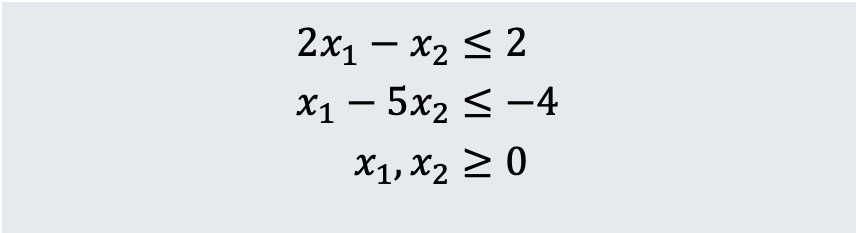 2x₁ − x₂ ≤ 2
x₁ − 5x₂ ≤ −4
x₁, x₂ ≥ 0